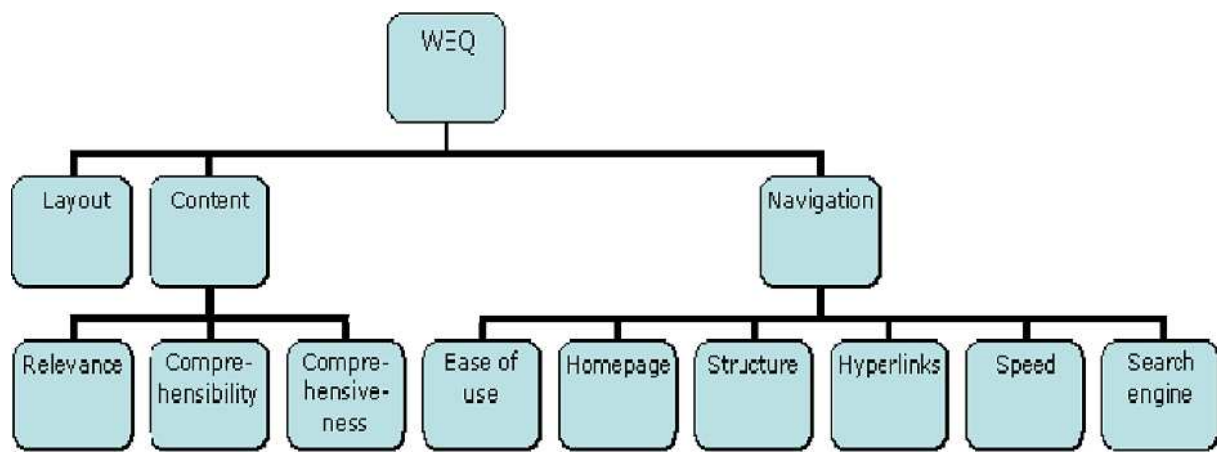 WEQ
Layout
Content
Navigation
Relevance
Compre-
hensibility
Compre-
hensive-
ness
Ease of
use
Homepage
Structure
Hyperlinks
Speed
Search
engine